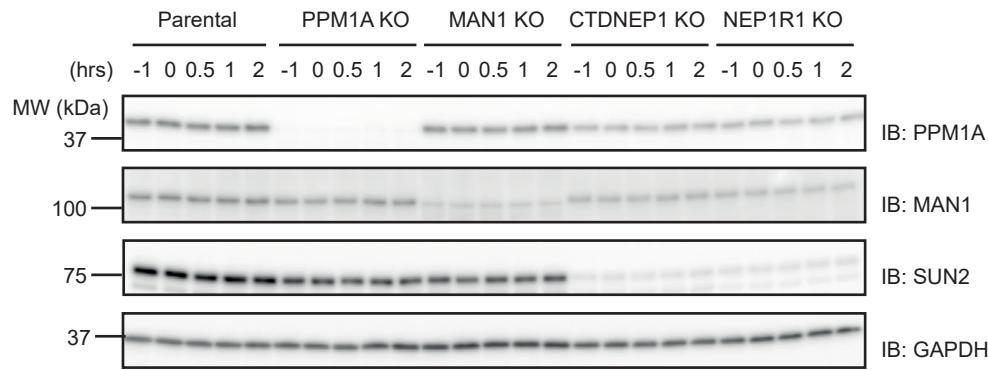 Parental PPM1A KO MAN1 KO CTDNEP1 KO NEP1R1 KO
(hrs) -1 0 0.5 1 2 -1 0 0.5 1 2 -1 0 0.5 1 2 -1 0 0.5 1 2 -1 0 0.5 1 2
MW (kDa)
37 IB: PPM1A
100 IB: MAN1
75 IB: SUN2
37 IB: GAPDH